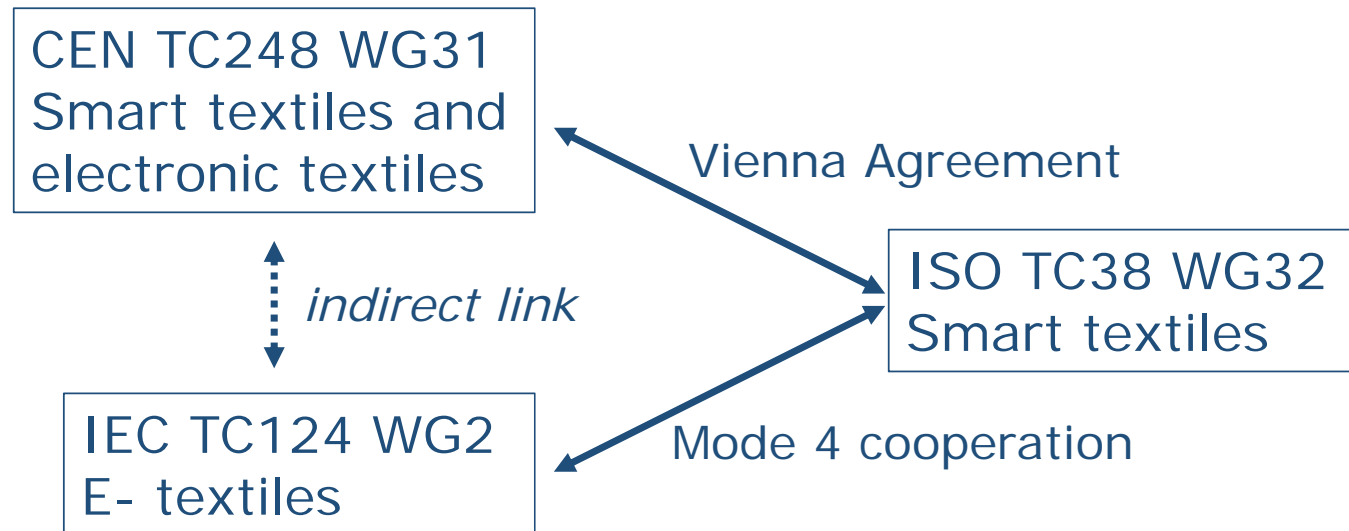 CEN TC248 WG31
Smart textiles and
electronic textiles
Vienna Agreement
ISO TC38 WG32
Smart textiles
indirect link
IEC TC124 WG2
E- textiles
Mode 4 cooperation